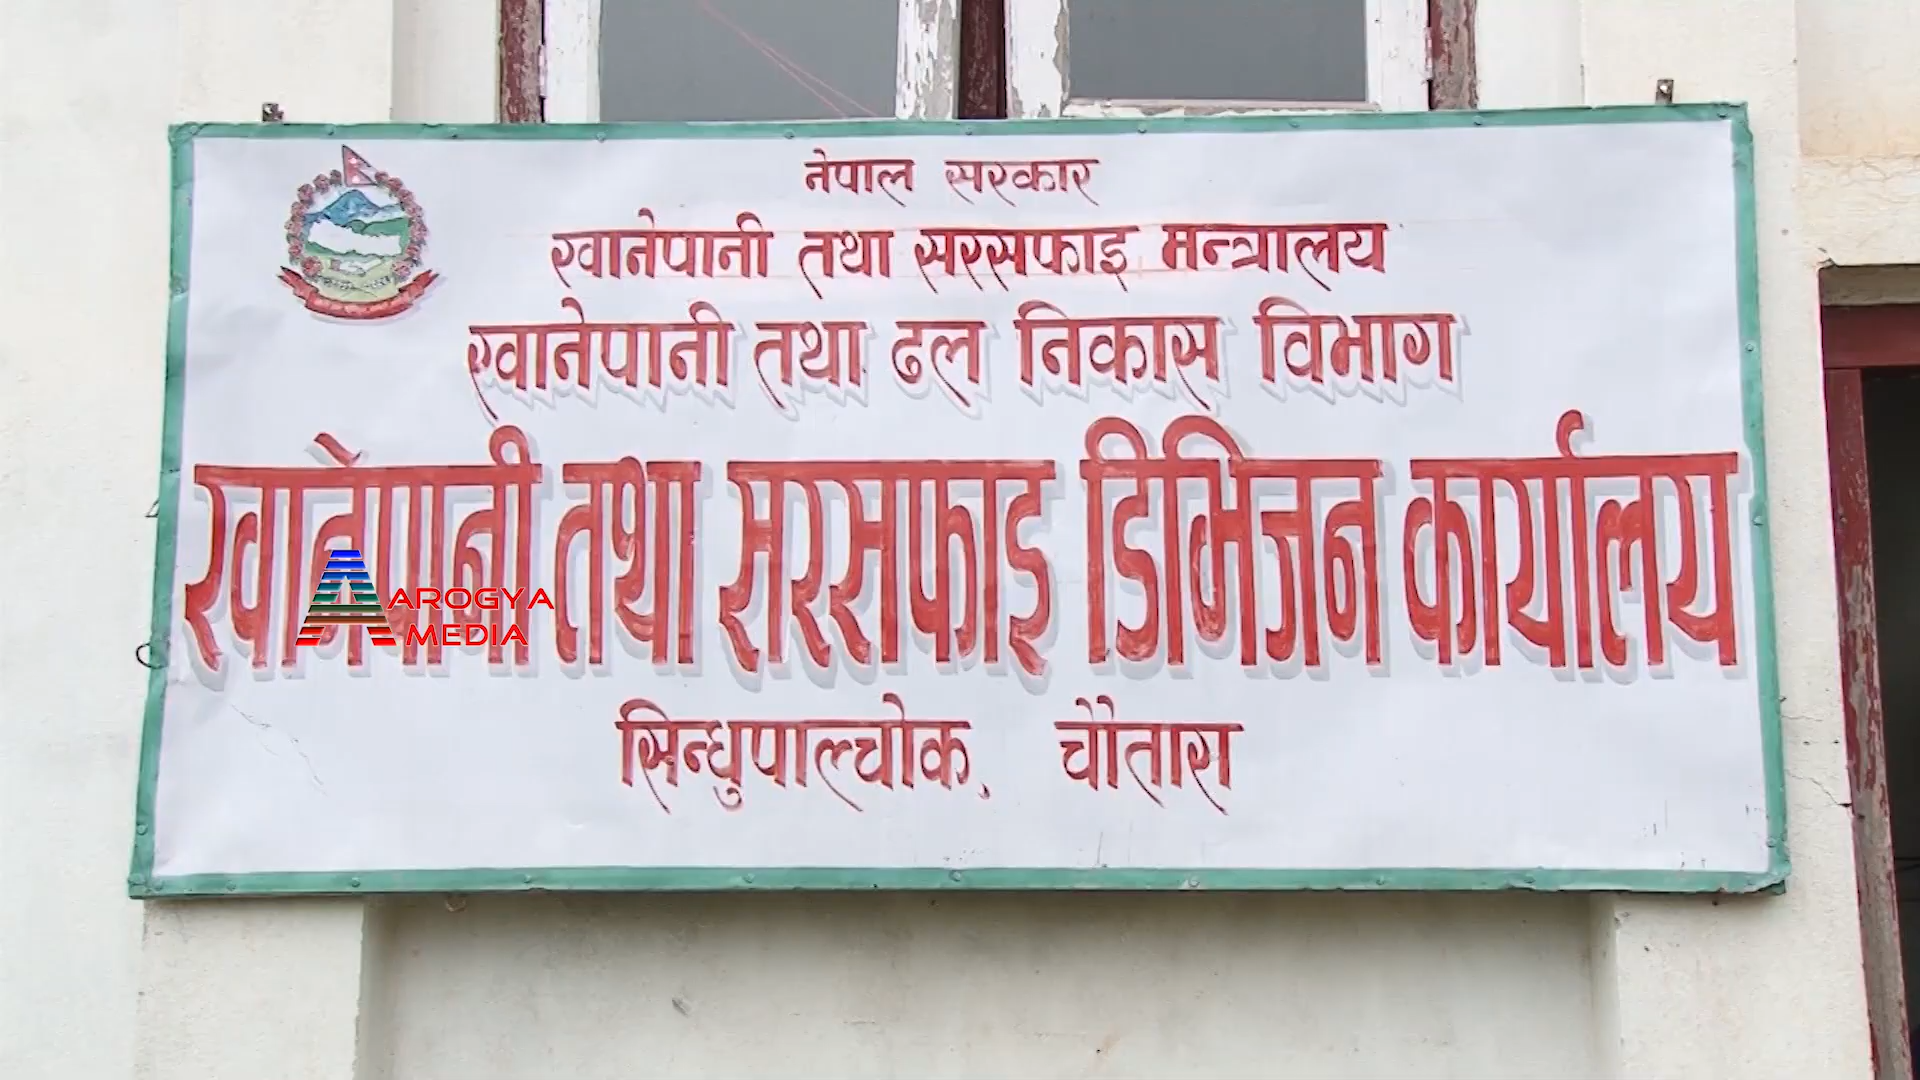 नेपाल सरकार
खानेपानी तथा सरसफाइ मन्त्रालय
खानेपानी तथा ढल निकास विभाग
खानेपानी तथा सरसफाइ डिभिजन कार्यालय
सिन्धुपाल्चोक, चौतारा
AROGYA
MEDIA